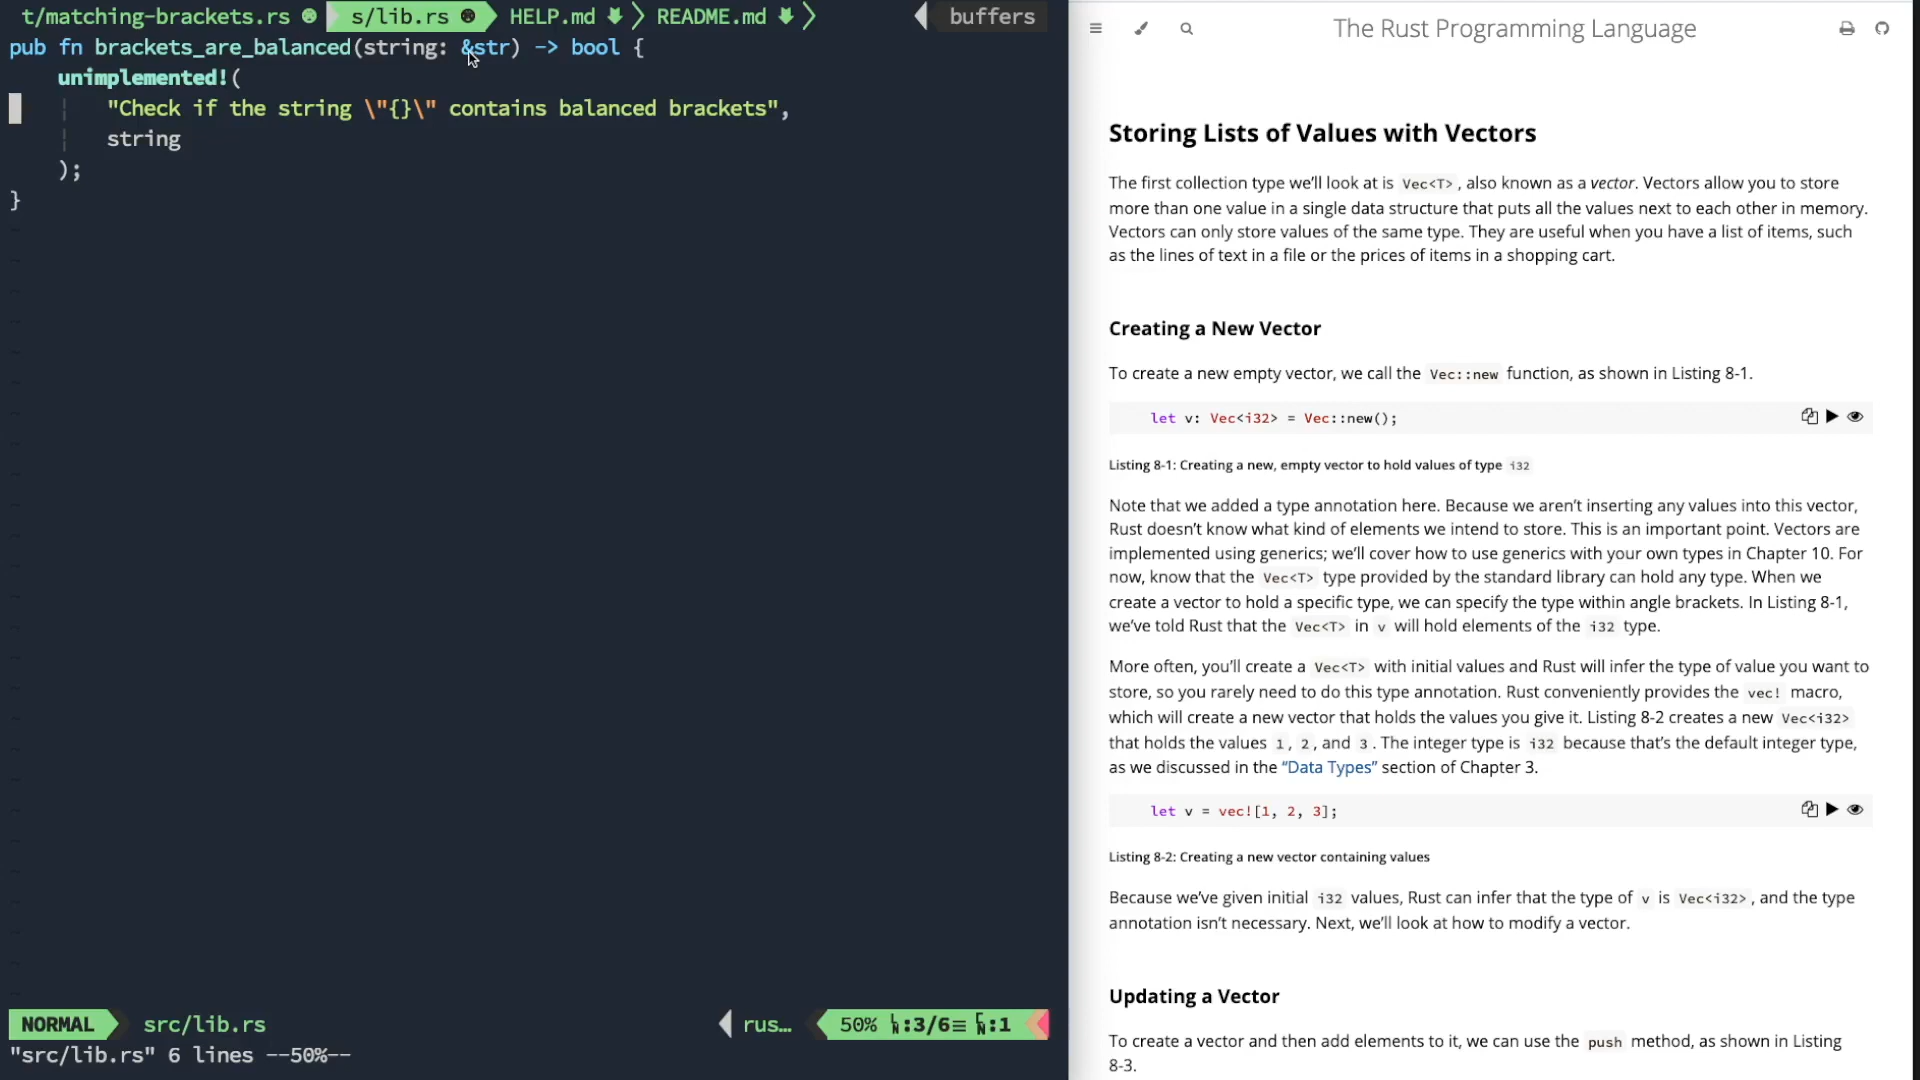 t/matching-brackets.rs s/lib.rs HELP.md README.md buffers
pub fn brackets_are_balanced(string: &str) -> bool {
unimplemented!(
"Check if the string \"{}\" contains balanced brackets",
string
);
}
NORMAL src/lib.rs rus… 50% LN:3/6≡ CN:1
"src/lib.rs" 6 lines --50%--
The Rust Programming Language
Storing Lists of Values with Vectors
The first collection type we’ll look at is Vec<T>, also known as a vector. Vectors allow you to store
more than one value in a single data structure that puts all the values next to each other in memory.
Vectors can only store values of the same type. They are useful when you have a list of items, such
as the lines of text in a file or the prices of items in a shopping cart.
Creating a New Vector
To create a new empty vector, we call the Vec::new function, as shown in Listing 8-1.
let v: Vec<i32> = Vec::new();
Listing 8-1: Creating a new, empty vector to hold values of type i32
Note that we added a type annotation here. Because we aren’t inserting any values into this vector,
Rust doesn’t know what kind of elements we intend to store. This is an important point. Vectors are
implemented using generics; we’ll cover how to use generics with your own types in Chapter 10. For
now, know that the Vec<T> type provided by the standard library can hold any type. When we
create a vector to hold a specific type, we can specify the type within angle brackets. In Listing 8-1,
we’ve told Rust that the Vec<T> in v will hold elements of the i32 type.
More often, you’ll create a Vec<T> with initial values and Rust will infer the type of value you want to
store, so you rarely need to do this type annotation. Rust conveniently provides the vec! macro,
which will create a new vector that holds the values you give it. Listing 8-2 creates a new Vec<i32>
that holds the values 1, 2, and 3. The integer type is i32 because that’s the default integer type,
as we discussed in the “Data Types” section of Chapter 3.
let v = vec![1, 2, 3];
Listing 8-2: Creating a new vector containing values
Because we’ve given initial i32 values, Rust can infer that the type of v is Vec<i32>, and the type
annotation isn’t necessary. Next, we’ll look at how to modify a vector.
Updating a Vector
To create a vector and then add elements to it, we can use the push method, as shown in Listing
8-3.